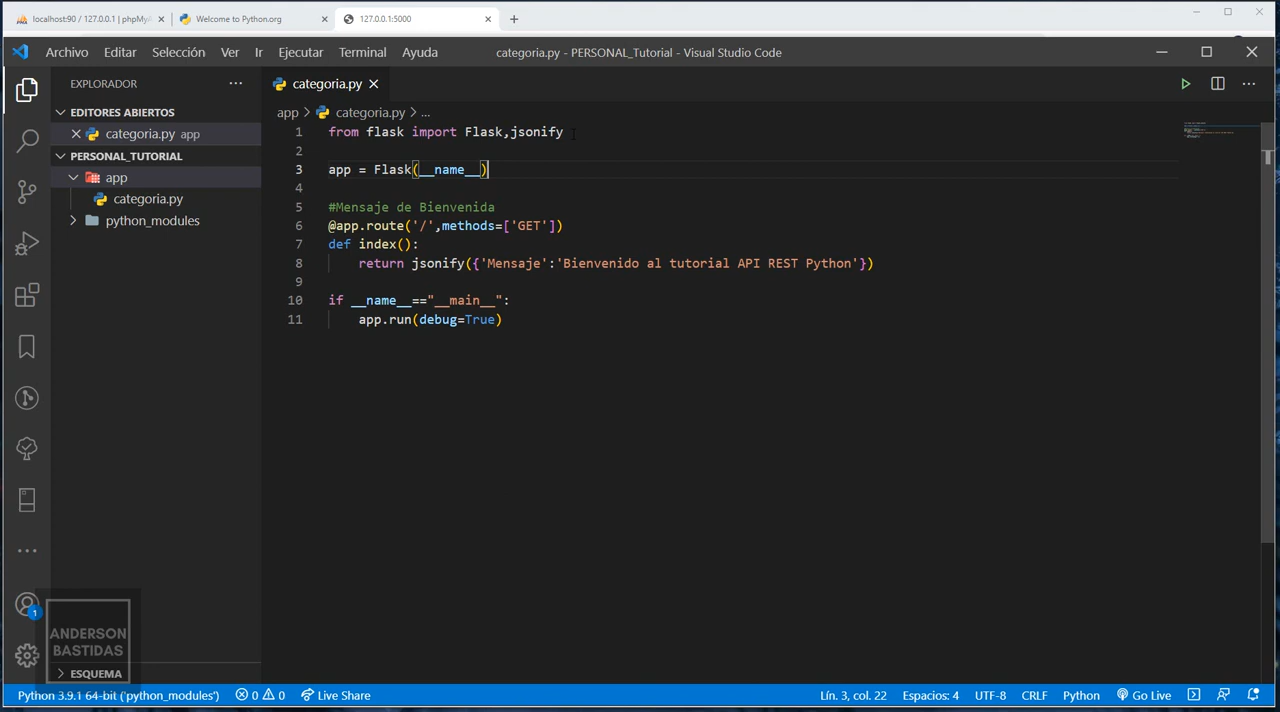 localhost:90 / 127.0.0.1 | phpMyA
Welcome to Python.org
127.0.0.1:5000
Archivo Editar Selección Ver Ir Ejecutar Terminal Ayuda
categoria.py - PERSONAL_Tutorial - Visual Studio Code
EXPLORADOR
categoria.py
EDITORES ABIERTOS
app > categoria.py > ...
categoria.py app
PERSONAL_TUTORIAL
app
categoria.py
python_modules
1 from flask import Flask,jsonify
2
3 app = Flask(__name__)
4
5 #Mensaje de Bienvenida
6 @app.route('/',methods=['GET'])
7 def index():
8 return jsonify({'Mensaje':'Bienvenido al tutorial API REST Python'})
9
10 if __name__=="__main__":
11 app.run(debug=True)
1
ANDERSON
BASTIDAS
ESQUEMA
Python 3.9.1 64-bit ('python_modules') 0 0 Live Share Lín. 3, col. 22 Espacios: 4 UTF-8 CRLF Python Go Live